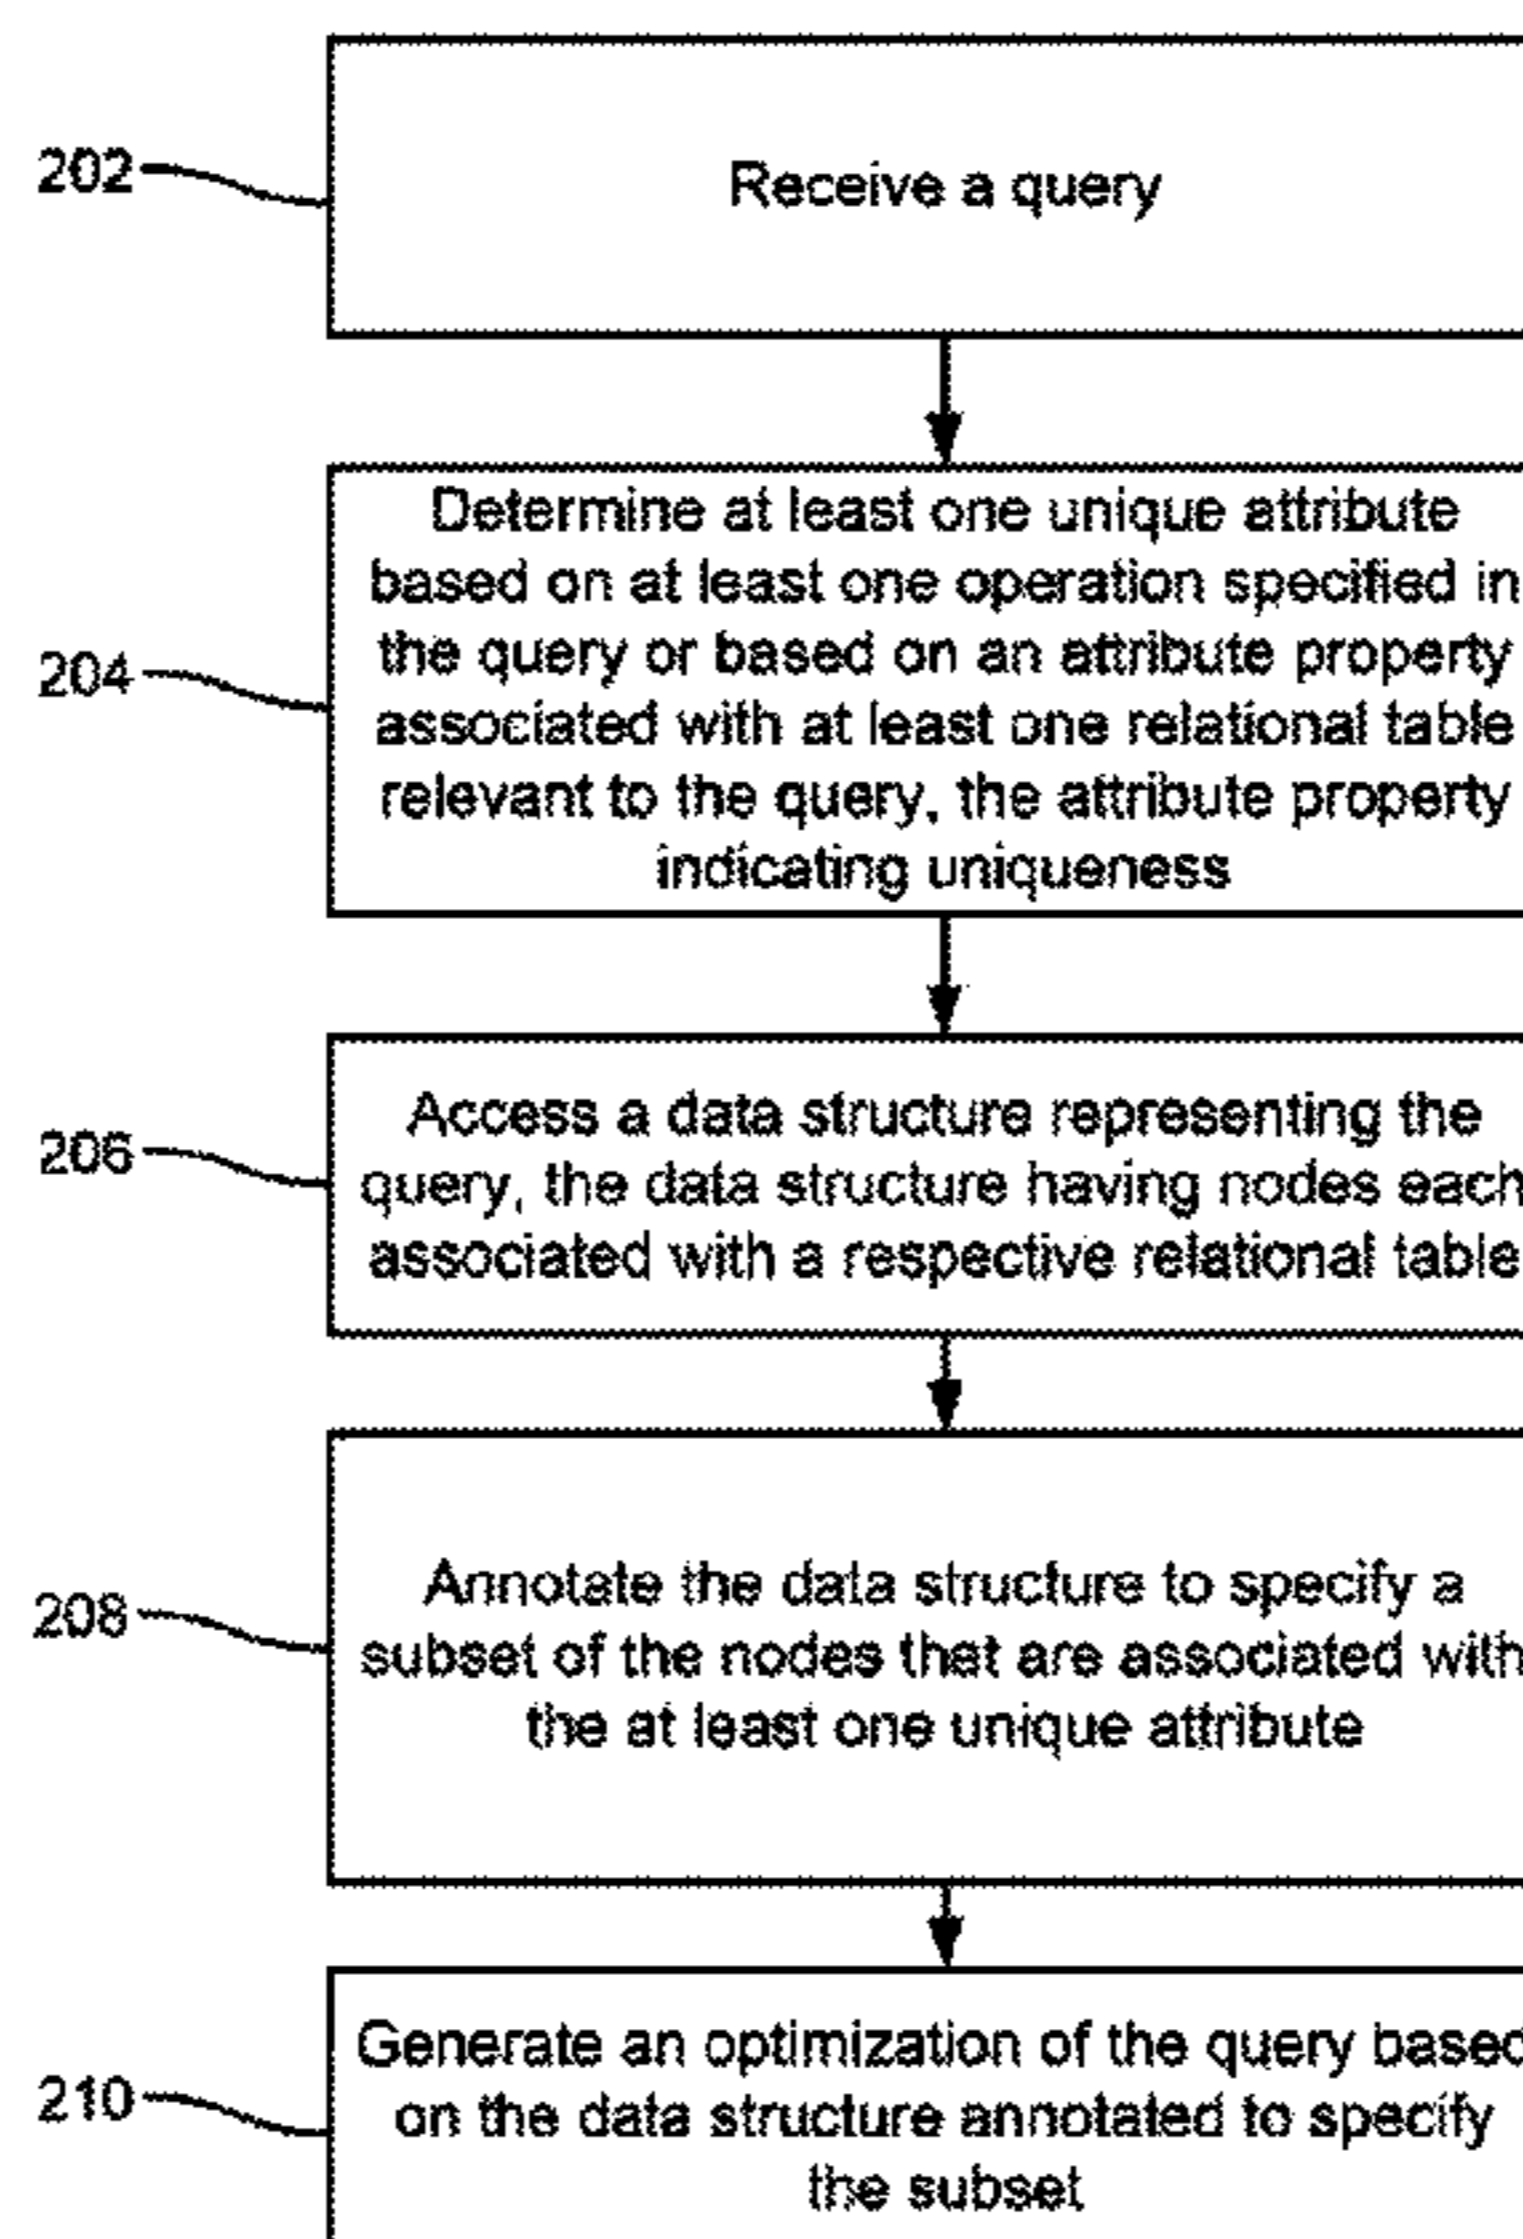 202
Receive a query
204
Determine at least one unique attribute
based on at least one operation specified in
the query or based on an attribute property
associated with at least one relational table
relevant to the query, the attribute property
indicating uniqueness
206
Access a data structure representing the
query, the data structure having nodes each
associated with a respective relational table
208
Annotate the data structure to specify a
subset of the nodes that are associated with
the at least one unique attribute
210
Generate an optimization of the query based
on the data structure annotated to specify
the subset